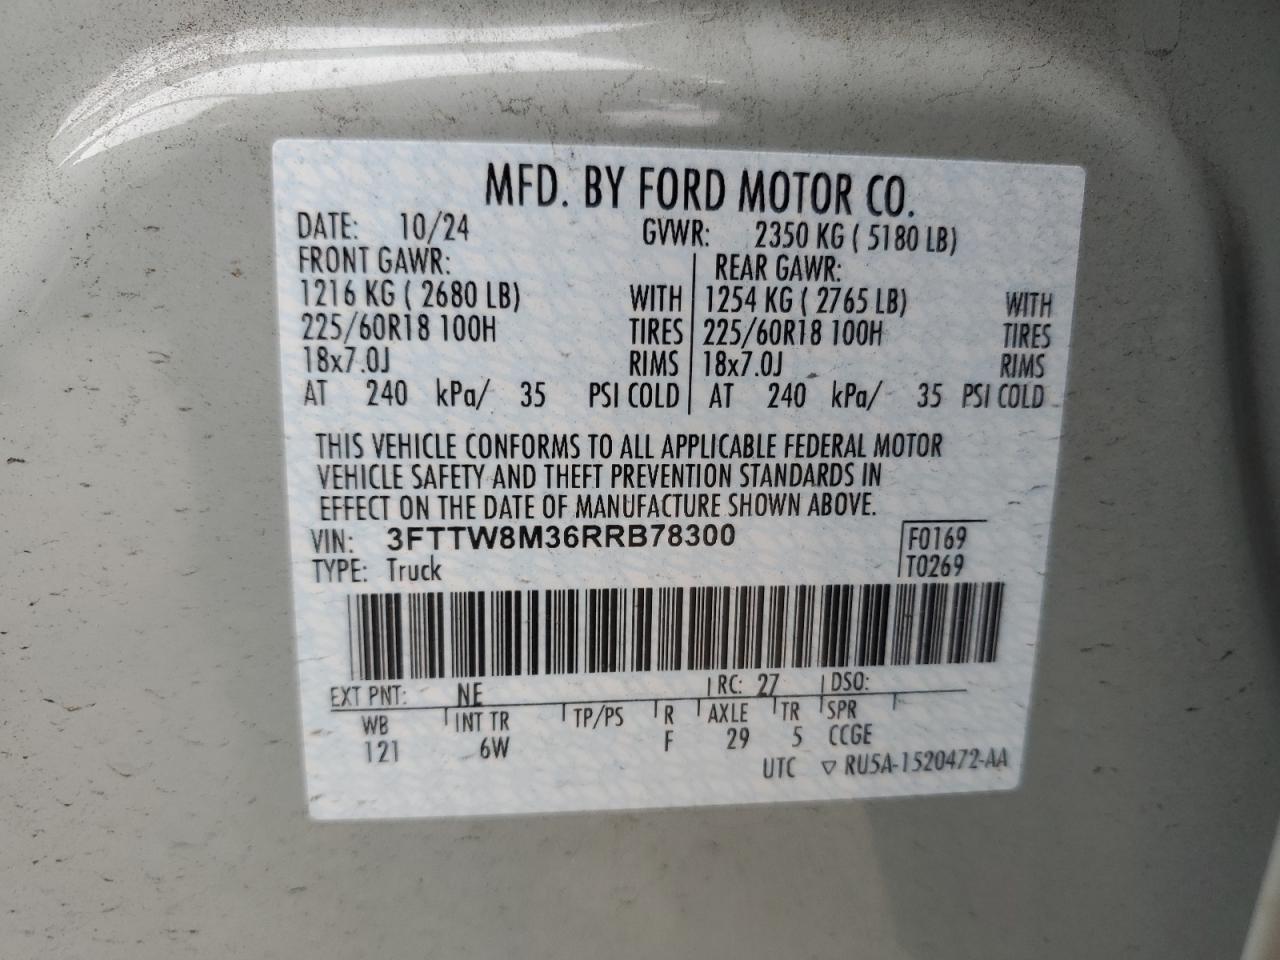 MFD. BY FORD MOTOR CO.
DATE: 10/24 GVWR: 2350 KG ( 5180 LB)
FRONT GAWR: REAR GAWR:
1216 KG ( 2680 LB) WITH 1254 KG ( 2765 LB) WITH
225/60R18 100H TIRES 225/60R18 100H TIRES
18x7.0J RIMS 18x7.0J RIMS
AT 240 kPa/ 35 PSI COLD AT 240 kPa/ 35 PSI COLD
THIS VEHICLE CONFORMS TO ALL APPLICABLE FEDERAL MOTOR
VEHICLE SAFETY AND THEFT PREVENTION STANDARDS IN
EFFECT ON THE DATE OF MANUFACTURE SHOWN ABOVE.
VIN: 3FTTW8M36RRB78300 F0169
TYPE: Truck T0269
EXT PNT: NE RC: 27 DSO:
WB INT TR TP/PS R AXLE TR SPR
121 6W F 29 5 CCGE
UTC ▽ RU5A-1520472-AA